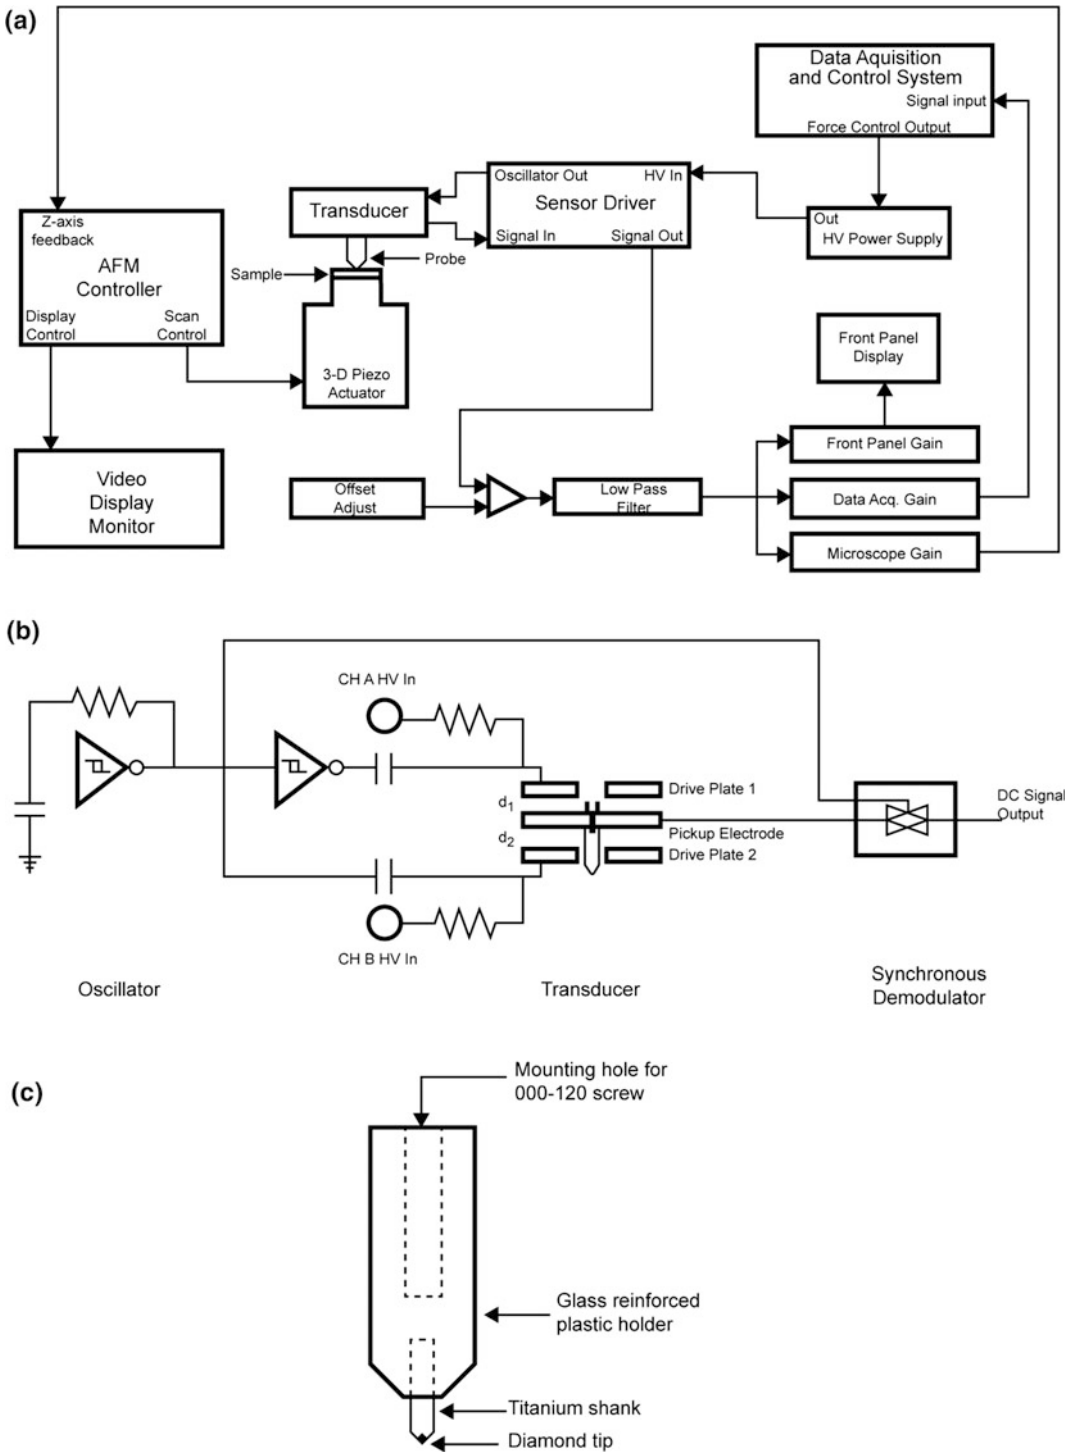 (a)
Data Aquisition
and Control System
Signal input
Force Control Output
Oscillator Out
HV In
Sensor Driver
Signal In
Signal Out
Transducer
Out
HV Power Supply
Z-axis
feedback
AFM
Controller
Display
Control
Scan
Control
Probe
Sample
3-D Piezo
Actuator
Front Panel
Display
Video
Display
Monitor
Offset
Adjust
Low Pass
Filter
Front Panel Gain
Data Acq. Gain
Microscope Gain
(b)
CH A HV In
d1
d2
Drive Plate 1
Pickup Electrode
Drive Plate 2
DC Signal
Output
CH B HV In
Oscillator
Transducer
Synchronous
Demodulator
(c)
Mounting hole for
000-120 screw
Glass reinforced
plastic holder
Titanium shank
Diamond tip